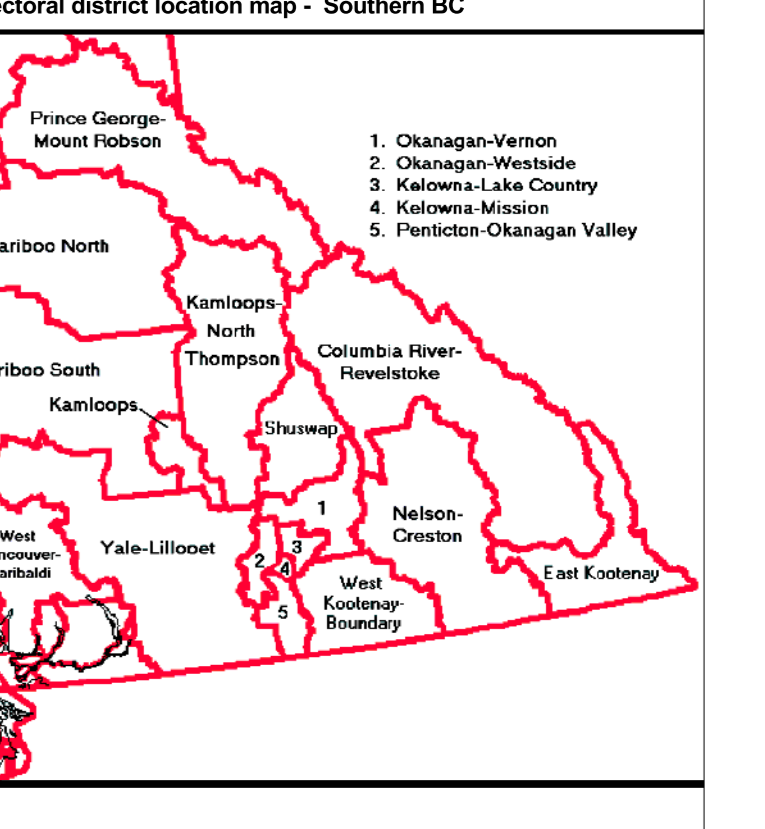 ectoral district location map - Southern BC
Prince George-
Mount Robson
1. Okanagan-Vernon
2. Okanagan-Westside
3. Kelowna-Lake Country
4. Kelowna-Mission
5. Penticton-Okanagan Valley
ariboo North
Kamloops-
North
Thompson
Columbia River-
Revelstoke
riboo South
Kamloops
Shuswap
1
Nelson-
Creston
West
ncouver-
aribaldi
Yale-Lillooet
3
2
4
East Kootenay
West
Kootenay-
Boundary
5